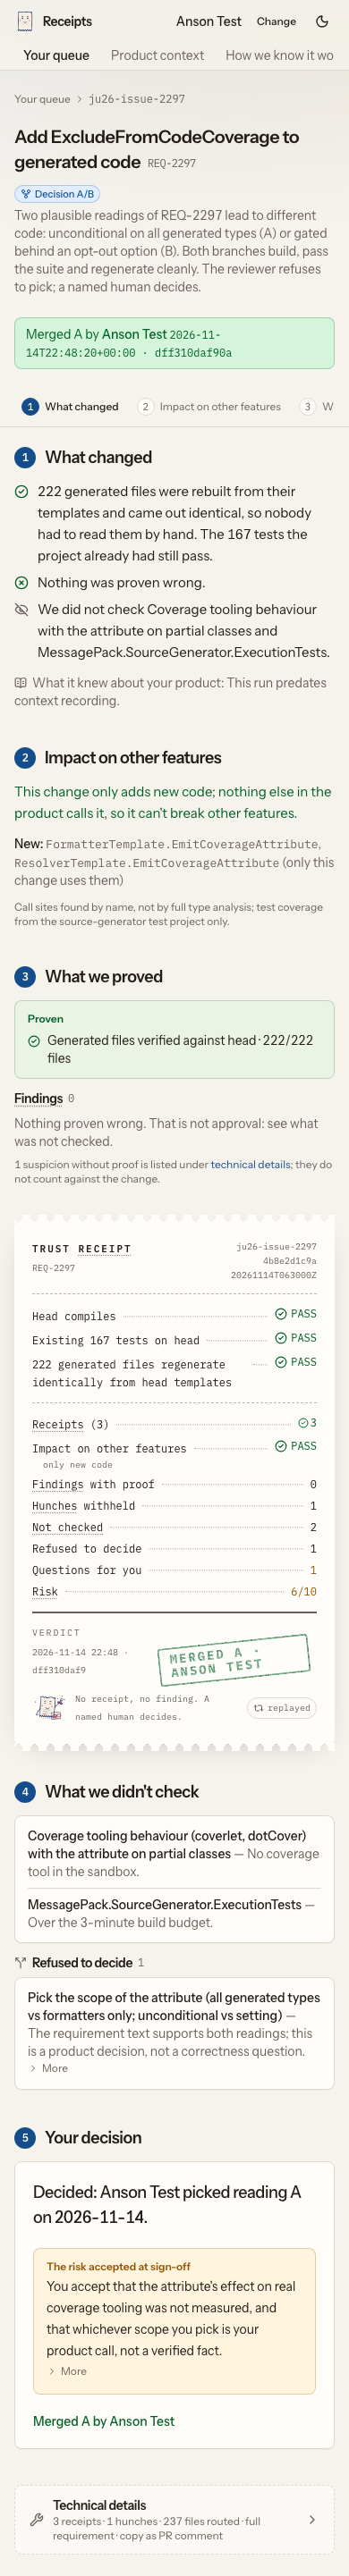 Receipts
Anson Test
Change
Your queue
Product context
How we know it wo
Your queue > ju26-issue-2297
Add ExcludeFromCodeCoverage to
generated code REQ-2297
Decision A/B
Two plausible readings of REQ-2297 lead to different
code: unconditional on all generated types (A) or gated
behind an opt-out option (B). Both branches build, pass
the suite and regenerate cleanly. The reviewer refuses
to pick; a named human decides.
Merged A by Anson Test 2026-11-
14T22:48:20+00:00 · dff310daf90a
1 What changed
2 Impact on other features
3 W
1 What changed
222 generated files were rebuilt from their
templates and came out identical, so nobody
had to read them by hand. The 167 tests the
project already had still pass.
Nothing was proven wrong.
We did not check Coverage tooling behaviour
with the attribute on partial classes and
MessagePack.SourceGenerator.ExecutionTests.
What it knew about your product: This run predates
context recording.
2 Impact on other features
This change only adds new code; nothing else in the
product calls it, so it can't break other features.
New: FormatterTemplate.EmitCoverageAttribute,
ResolverTemplate.EmitCoverageAttribute (only this
change uses them)
Call sites found by name, not by full type analysis; test coverage
from the source-generator test project only.
3 What we proved
Proven
Generated files verified against head · 222/222
files
Findings 0
Nothing proven wrong. That is not approval: see what
was not checked.
1 suspicion without proof is listed under technical details; they do
not count against the change.
TRUST RECEIPT
ju26-issue-2297
REQ-2297
4b8e2d1c9a
20261114T063000Z
Head compiles PASS
Existing 167 tests on head PASS
222 generated files regenerate PASS
identically from head templates
Receipts (3) 3
Impact on other features PASS
only new code
Findings with proof 0
Hunches withheld 1
Not checked 2
Refused to decide 1
Questions for you 1
Risk 6/10
VERDICT
2026-11-14 22:48 ·
dff310daf9
MERGED A -
ANSON TEST
No receipt, no finding. A
named human decides.
replayed
4 What we didn't check
Coverage tooling behaviour (coverlet, dotCover)
with the attribute on partial classes — No coverage
tool in the sandbox.
MessagePack.SourceGenerator.ExecutionTests —
Over the 3-minute build budget.
Refused to decide 1
Pick the scope of the attribute (all generated types
vs formatters only; unconditional vs setting) —
The requirement text supports both readings; this
is a product decision, not a correctness question.
> More
5 Your decision
Decided: Anson Test picked reading A
on 2026-11-14.
The risk accepted at sign-off
You accept that the attribute's effect on real
coverage tooling was not measured, and
that whichever scope you pick is your
product call, not a verified fact.
> More
Merged A by Anson Test
Technical details
3 receipts · 1 hunches · 237 files routed · full
requirement · copy as PR comment